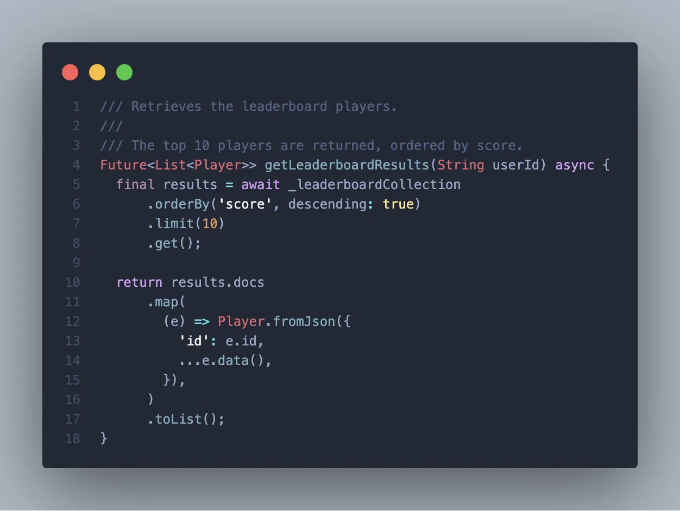 1 /// Retrieves the leaderboard players.
2 ///
3 /// The top 10 players are returned, ordered by score.
4 Future<List<Player>> getLeaderboardResults(String userId) async {
5   final results = await _leaderboardCollection
6       .orderBy('score', descending: true)
7       .limit(10)
8       .get();
9
10   return results.docs
11       .map(
12         (e) => Player.fromJson({
13           'id': e.id,
14           ...e.data(),
15         }),
16       )
17       .toList();
18 }